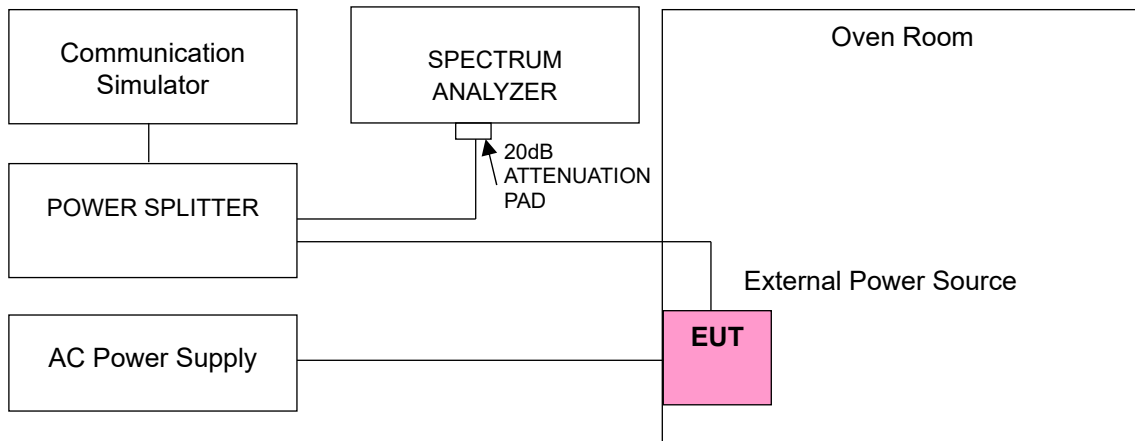 Communication
Simulator
SPECTRUM
ANALYZER
Oven Room
20dB
ATTENUATION
PAD
POWER SPLITTER
External Power Source
EUT
AC Power Supply